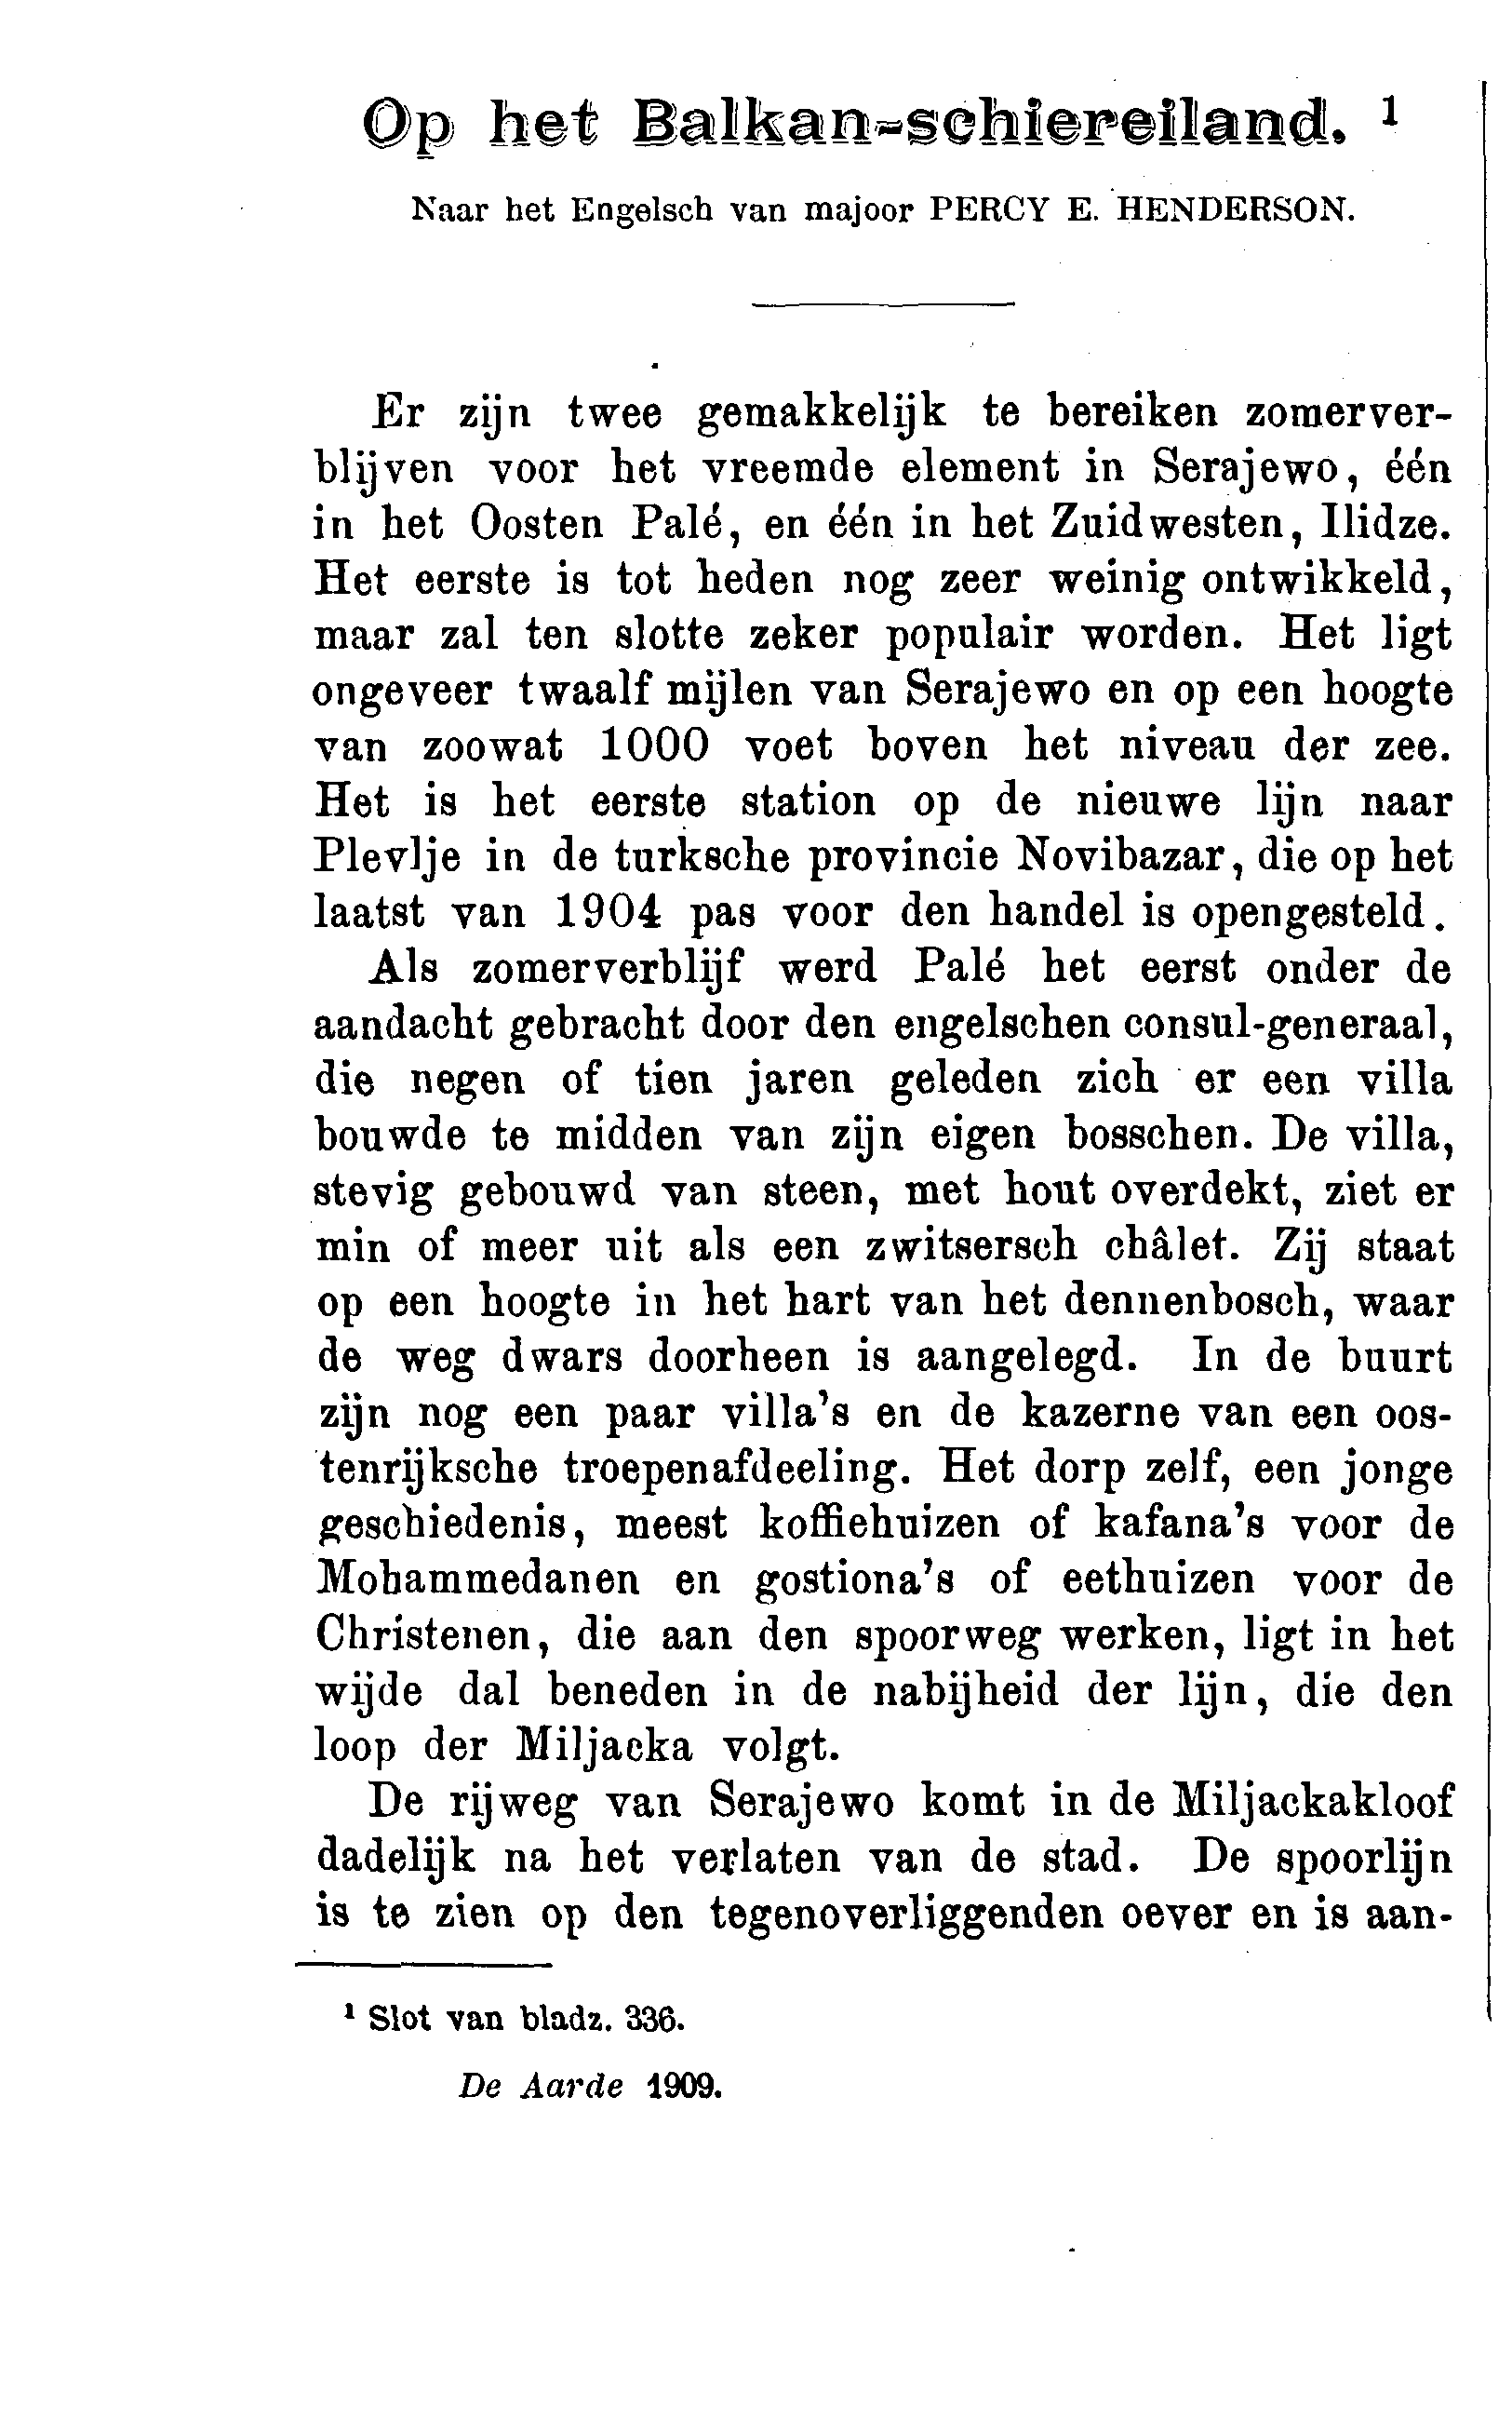 Op het Balkan-schiereiland. 1
Naar het Engelsch van majoor PERCY E. HENDERSON.
Er zijn twee gemakkelijk te bereiken zomerver-
blijven voor het vreemde element in Serajewo, één
in het Oosten Palé, en één in het Zuidwesten, Ilidze.
Het eerste is tot heden nog zeer weinig ontwikkeld,
maar zal ten slotte zeker populair worden. Het ligt
ongeveer twaalf mijlen van Serajewo en op een hoogte
van zoowat 1000 voet boven het niveau der zee.
Het is het eerste station op de nieuwe lijn naar
Plevlje in de turksche provincie Novibazar, die op het
laatst van 1904 pas voor den handel is opengesteld.
Als zomerverblijf werd Palé het eerst onder de
aandacht gebracht door den engelschen consul-generaal,
die negen of tien jaren geleden zich er een villa
bouwde te midden van zijn eigen bosschen. De villa,
stevig gebouwd van steen, met hout overdekt, ziet er
min of meer uit als een zwitsersch châlet. Zij staat
op een hoogte in het hart van het dennenbosch, waar
de weg dwars doorheen is aangelegd. In de buurt
zijn nog een paar villa's en de kazerne van een oos-
tenrijksche troepenafdeeling. Het dorp zelf, een jonge
geschiedenis, meest koffiehuizen of kafana's voor de
Mohammedanen en gostiona's of eethuizen voor de
Christenen, die aan den spoorweg werken, ligt in het
wijde dal beneden in de nabijheid der lijn, die den
loop der Miljacka volgt.
De rijweg van Serajewo komt in de Miljackakloof
dadelijk na het verlaten van de stad. De spoorlijn
is te zien op den tegenoverliggenden oever en is aan-
1 Slot van bladz. 336.
De Aarde 1909.